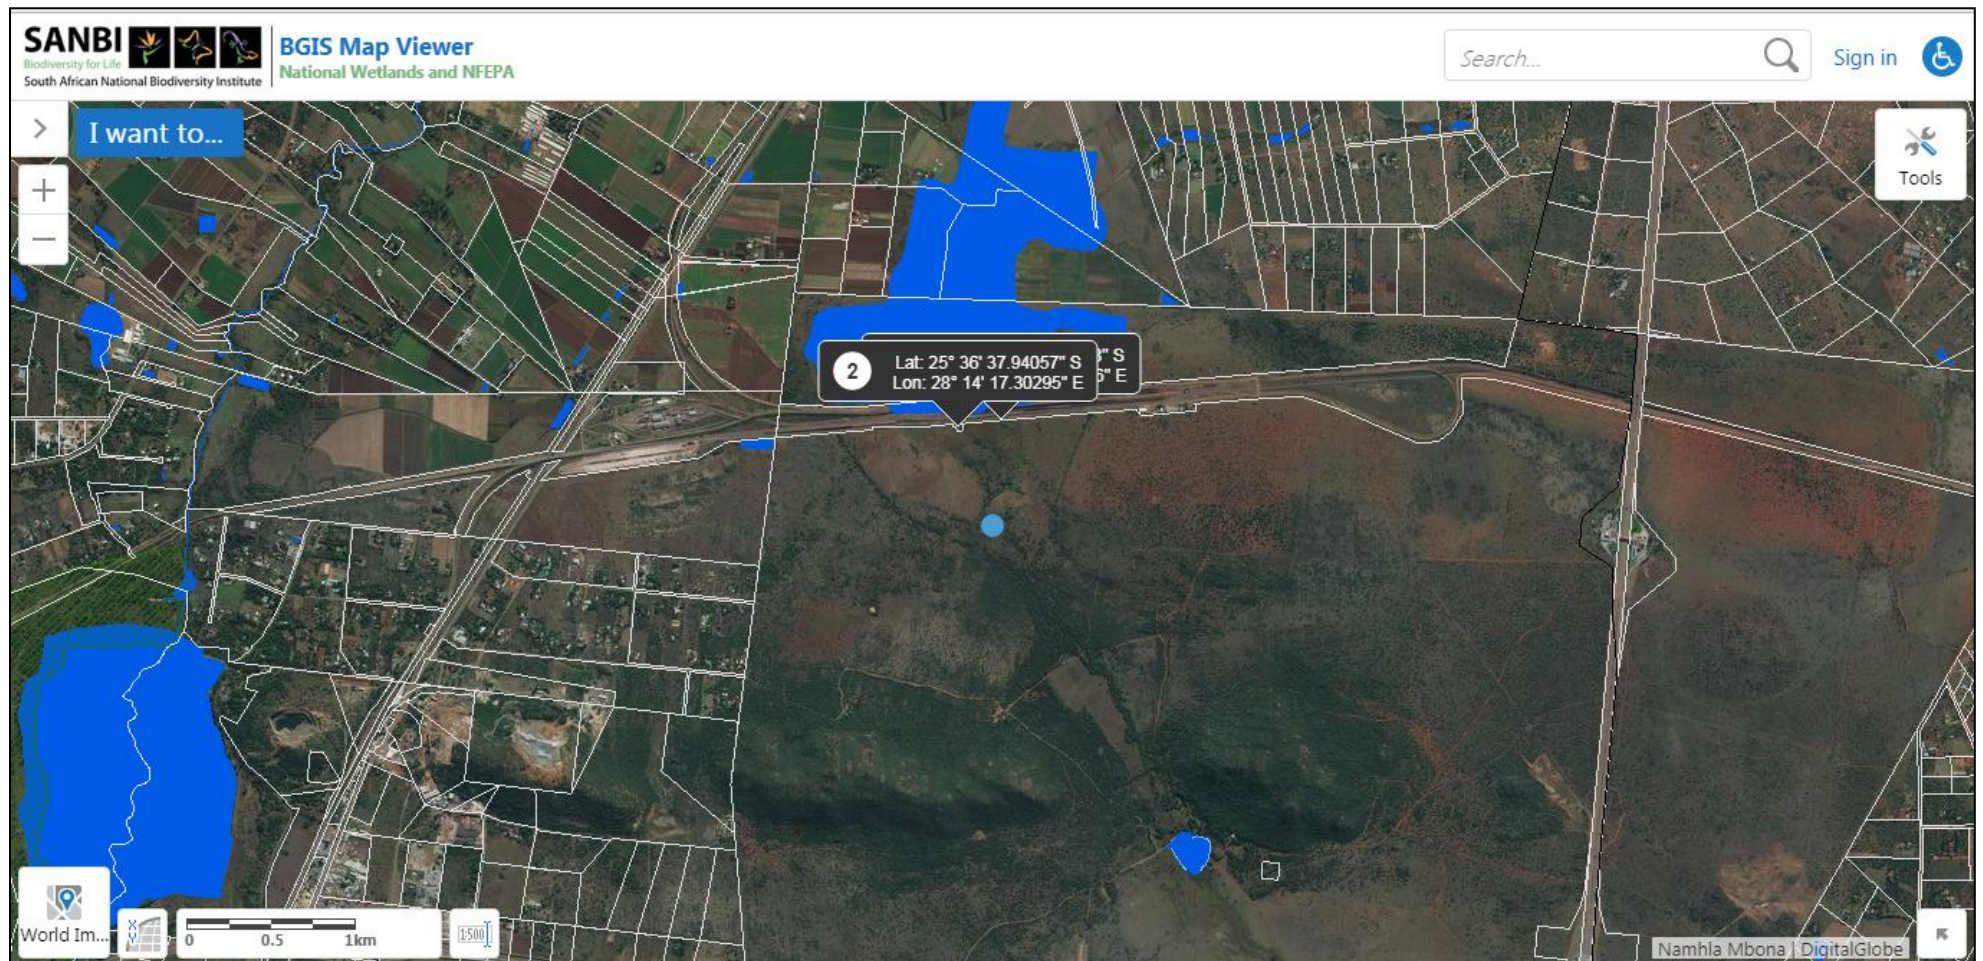 SANBI
Biodiversity for Life
South African National Biodiversity Institute
BGIS Map Viewer
National Wetlands and NFEPA
Search...
Sign in
I want to...
Tools
2
Lat: 25° 36' 37.94057" S
Lon: 28° 14' 17.30295" E
" S
" E
World Im...
X
Y
0 0.5 1km
1:500
Namhla Mbona | DigitalGlobe